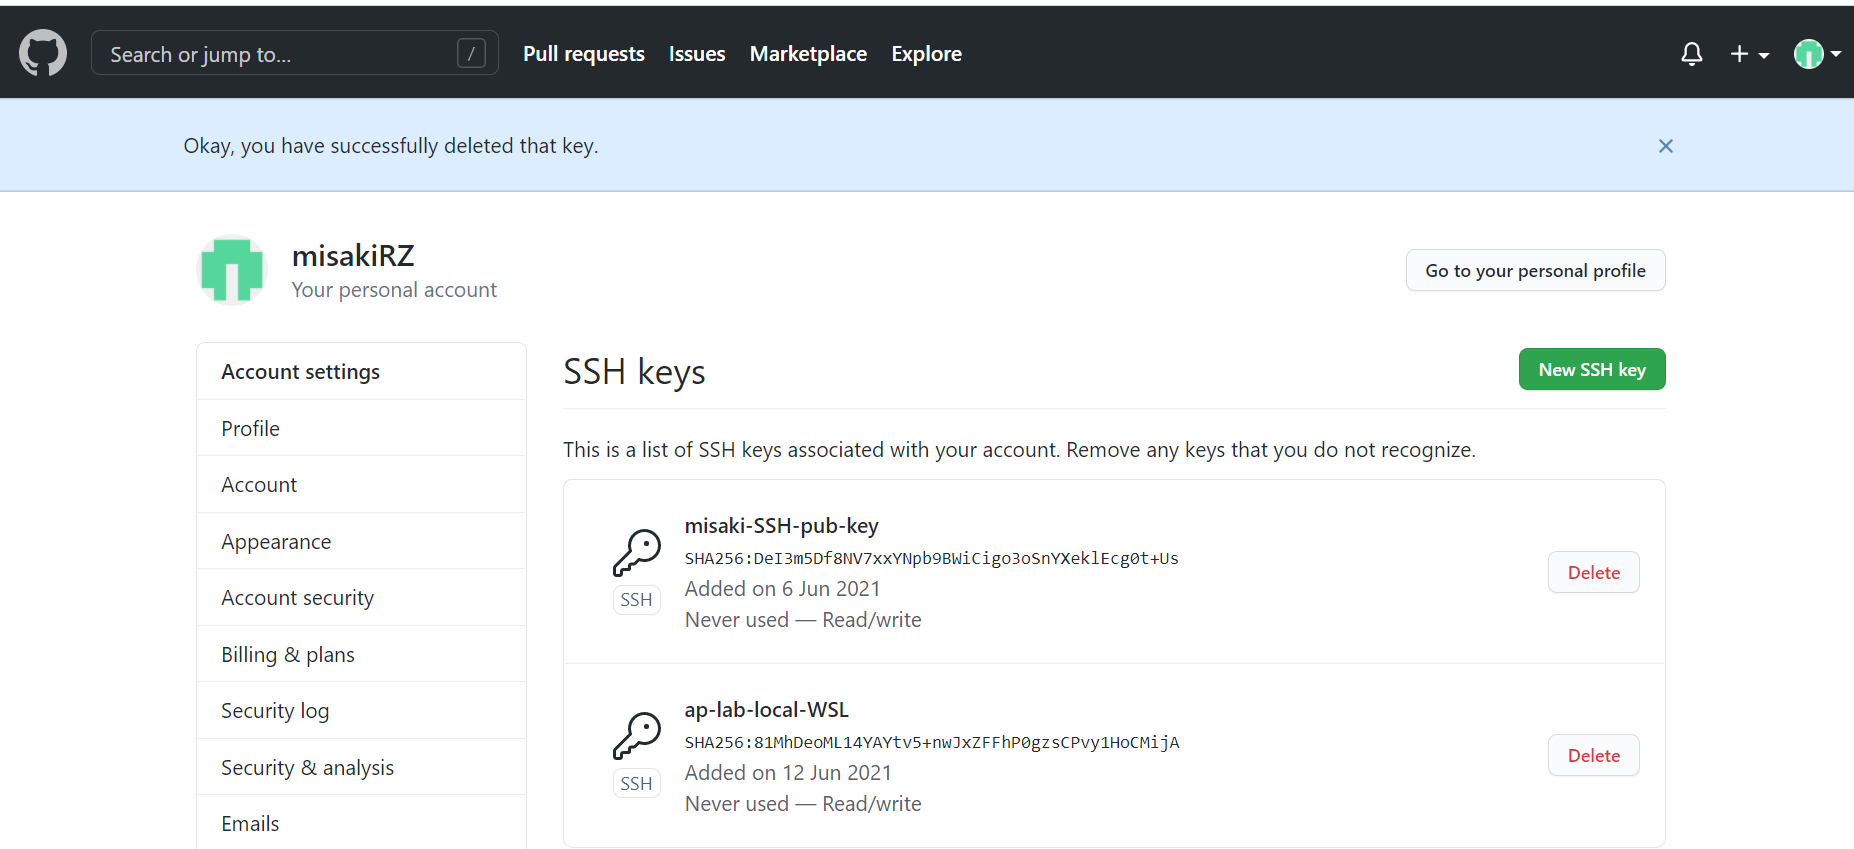 Search or jump to... /
Pull requests Issues Marketplace Explore
Okay, you have successfully deleted that key.
misakiRZ
Your personal account
Go to your personal profile
Account settings
Profile
Account
Appearance
Account security
Billing & plans
Security log
Security & analysis
Emails
SSH keys
New SSH key
This is a list of SSH keys associated with your account. Remove any keys that you do not recognize.
SSH
misaki-SSH-pub-key
SHA256:DeI3m5Df8NV7xxYNpb9BWiCigo3oSnYXeklEcg0t+Us
Added on 6 Jun 2021
Never used — Read/write
Delete
SSH
ap-lab-local-WSL
SHA256:81MhDeoML14YAYtv5+nwJxZFFhP0gzsCPvy1HoCMijA
Added on 12 Jun 2021
Never used — Read/write
Delete